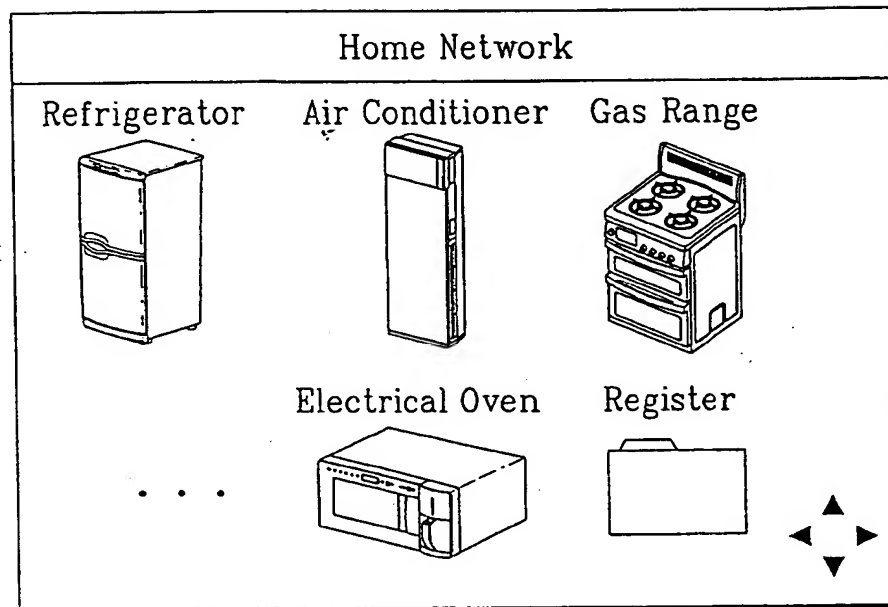 Home Network
Refrigerator Air Conditioner Gas Range
Electrical Oven Register
. . .